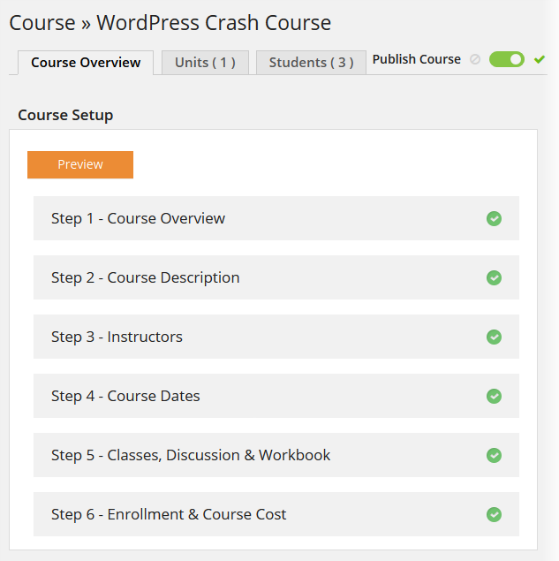 Course » WordPress Crash Course
Course Overview Units ( 1 ) Students ( 3 ) Publish Course
Course Setup
Preview
Step 1 - Course Overview
Step 2 - Course Description
Step 3 - Instructors
Step 4 - Course Dates
Step 5 - Classes, Discussion & Workbook
Step 6 - Enrollment & Course Cost